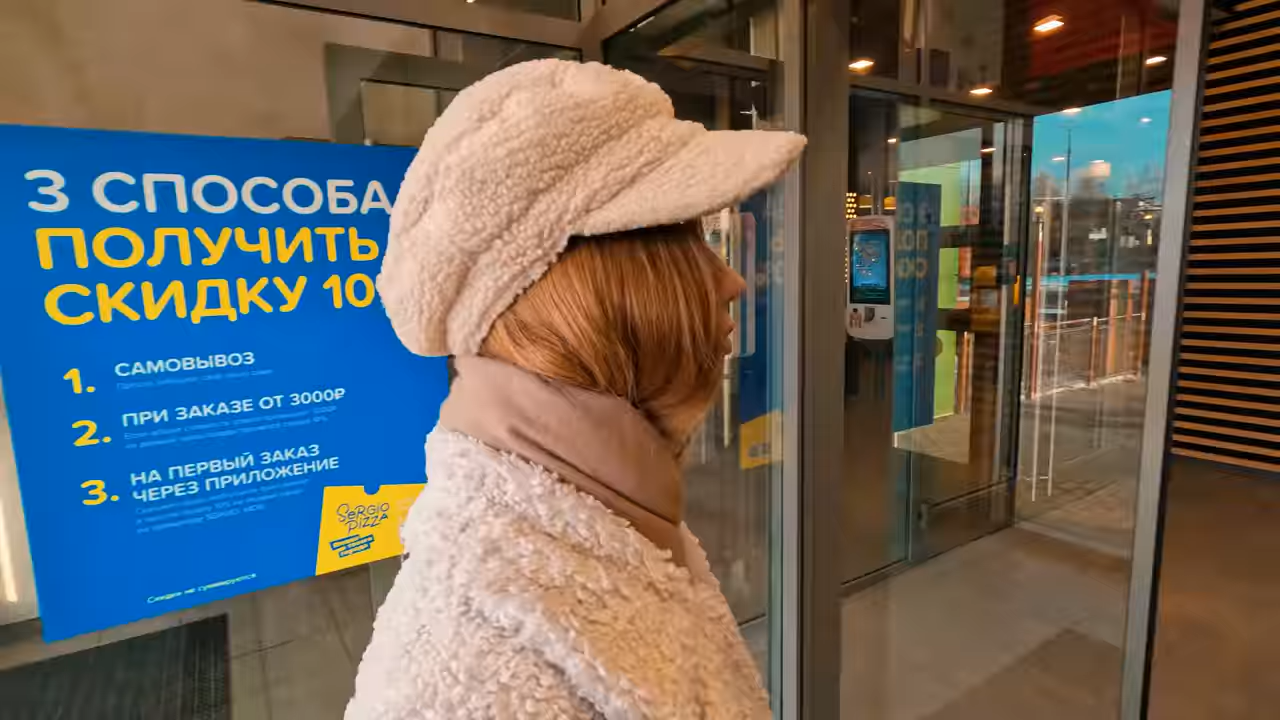 3 СПОСОБА
ПОЛУЧИТЬ
СКИДКУ 10
1. САМОВЫВОЗ
2. ПРИ ЗАКАЗЕ ОТ 3000₽
3. НА ПЕРВЫЙ ЗАКАЗ
ЧЕРЕЗ ПРИЛОЖЕНИЕ
SERGIO
PIZZA
Скидки не суммируются